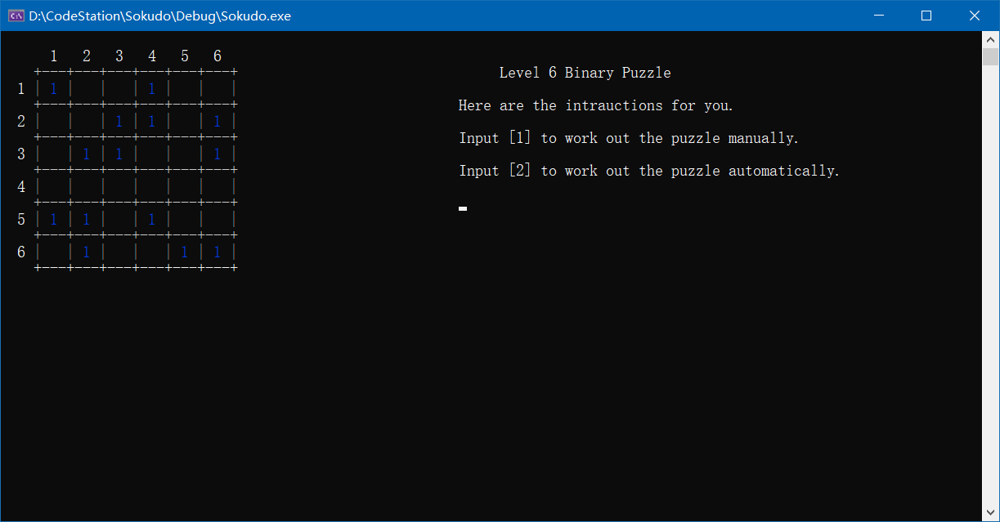 D:\CodeStation\Sokudo\Debug\Sokudo.exe
1 2 3 4 5 6
+---+---+---+---+---+---+
1 | 1 |   |   | 1 |   |   |
+---+---+---+---+---+---+
2 |   |   | 1 | 1 |   | 1 |
+---+---+---+---+---+---+
3 |   | 1 | 1 |   |   | 1 |
+---+---+---+---+---+---+
4 |   |   |   |   |   |   |
+---+---+---+---+---+---+
5 | 1 | 1 |   | 1 |   |   |
+---+---+---+---+---+---+
6 |   | 1 |   |   | 1 | 1 |
+---+---+---+---+---+---+
Level 6 Binary Puzzle
Here are the intrauctions for you.
Input [1] to work out the puzzle manually.
Input [2] to work out the puzzle automatically.